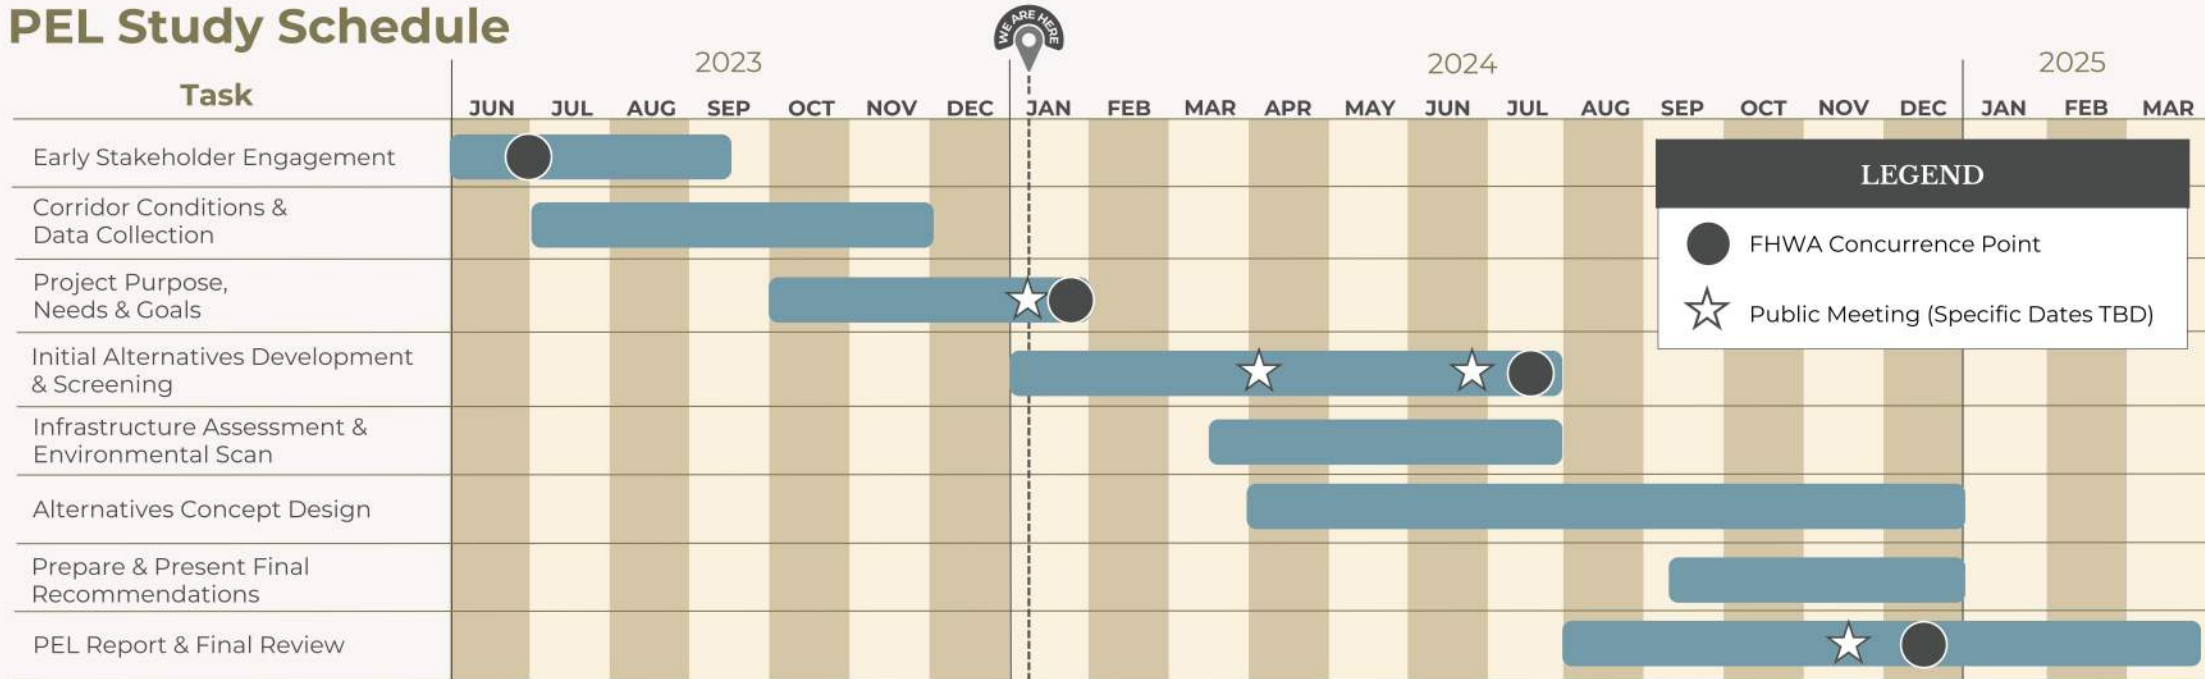 PEL Study Schedule
WE ARE HERE
2023
2024
2025
Task
JUN JUL AUG SEP OCT NOV DEC JAN FEB MAR APR MAY JUN JUL AUG SEP OCT NOV DEC JAN FEB MAR
Early Stakeholder Engagement
Corridor Conditions &
Data Collection
Project Purpose,
Needs & Goals
Initial Alternatives Development
& Screening
Infrastructure Assessment &
Environmental Scan
Alternatives Concept Design
Prepare & Present Final
Recommendations
PEL Report & Final Review
LEGEND
FHWA Concurrence Point
Public Meeting (Specific Dates TBD)